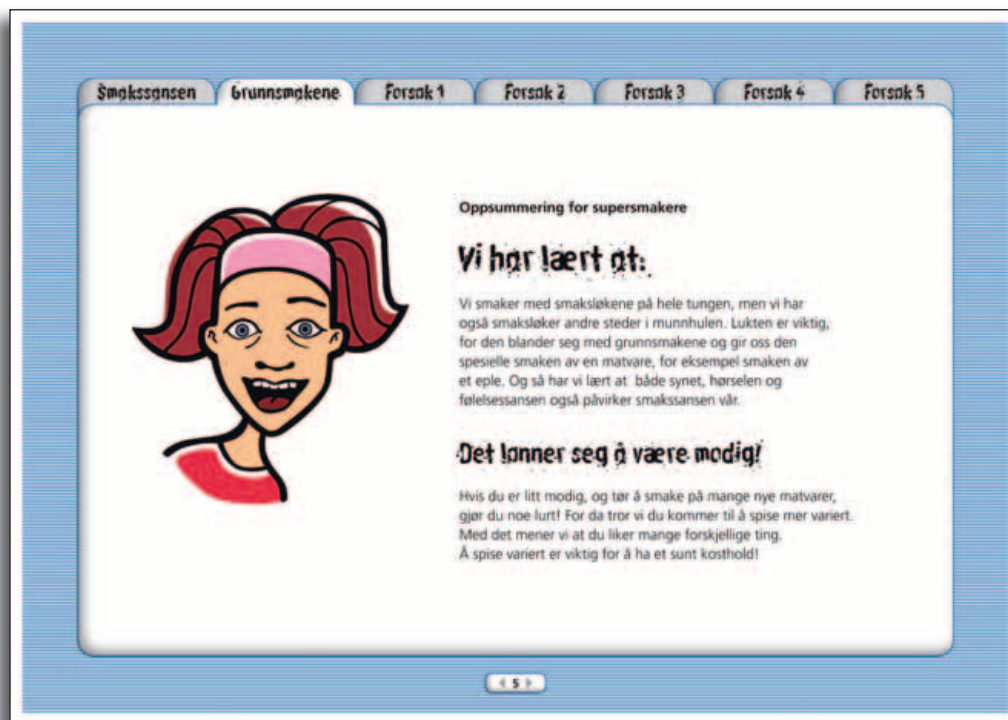 Smakssansen
Grunnsmakene
Forsøk 1
Forsøk 2
Forsøk 3
Forsøk 4
Forsøk 5
Oppsummering for supersmakere
Vi har lært at:
Vi smaker med smaksløkene på hele tungen, men vi har
også smaksløker andre steder i munnhulen. Lukten er viktig,
for den blander seg med grunnsmakene og gir oss den
spesielle smaken av en matvare, for eksempel smaken av
et eple. Og så har vi lært at både synet, hørselen og
følelsessansen også påvirker smakssansen vår.
Det lønner seg å være modig!
Hvis du er litt modig, og tør å smake på mange nye matvarer,
gjør du noe lurt! For da tror vi du kommer til å spise mer variert.
Med det mener vi at du liker mange forskjellige ting.
Å spise variert er viktig for å ha et sunt kosthold!
5